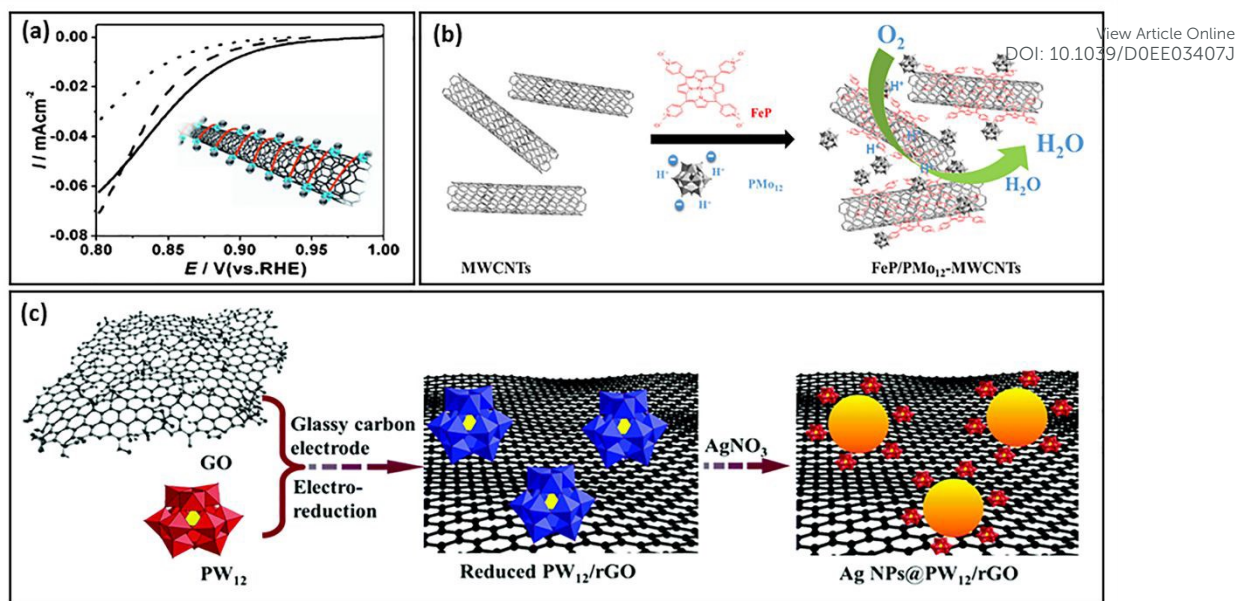 View Article Online
DOI: 10.1039/D0EE03407J
(a)
0.00
-0.02
-0.04
-0.06
-0.08
I / mAcm⁻²
0.80 0.85 0.90 0.95 1.00
E / V(vs.RHE)
(b)
MWCNTs
FeP
H⁺
H⁺
H⁺
PMo₁₂
O₂
H⁺
H⁺
H⁺
H₂O
H₂O
FeP/PMo₁₂-MWCNTs
(c)
GO
PW₁₂
Glassy carbon
electrode
Electro-
reduction
Reduced PW₁₂/rGO
AgNO₃
Ag NPs@PW₁₂/rGO